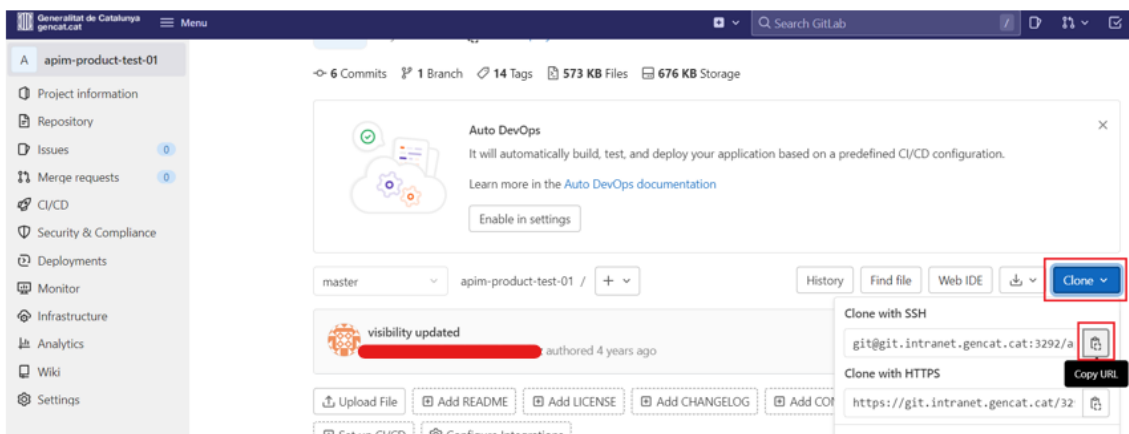 Generalitat de Catalunya
gencat.cat
Menu
Search GitLab
/
A apim-product-test-01
Project information
Repository
Issues 0
Merge requests 0
CI/CD
Security & Compliance
Deployments
Monitor
Infrastructure
Analytics
Wiki
Settings
6 Commits 1 Branch 14 Tags 573 KB Files 676 KB Storage
Auto DevOps
It will automatically build, test, and deploy your application based on a predefined CI/CD configuration.
Learn more in the Auto DevOps documentation
Enable in settings
master
apim-product-test-01 /
History
Find file
Web IDE
Clone
visibility updated
authored 4 years ago
Clone with SSH
git@git.intranet.gencat.cat:3292/a
Copy URL
Clone with HTTPS
https://git.intranet.gencat.cat/32
Upload File
Add README
Add LICENSE
Add CHANGELOG
Add CON
Set up CI/CD
Configure Integrations